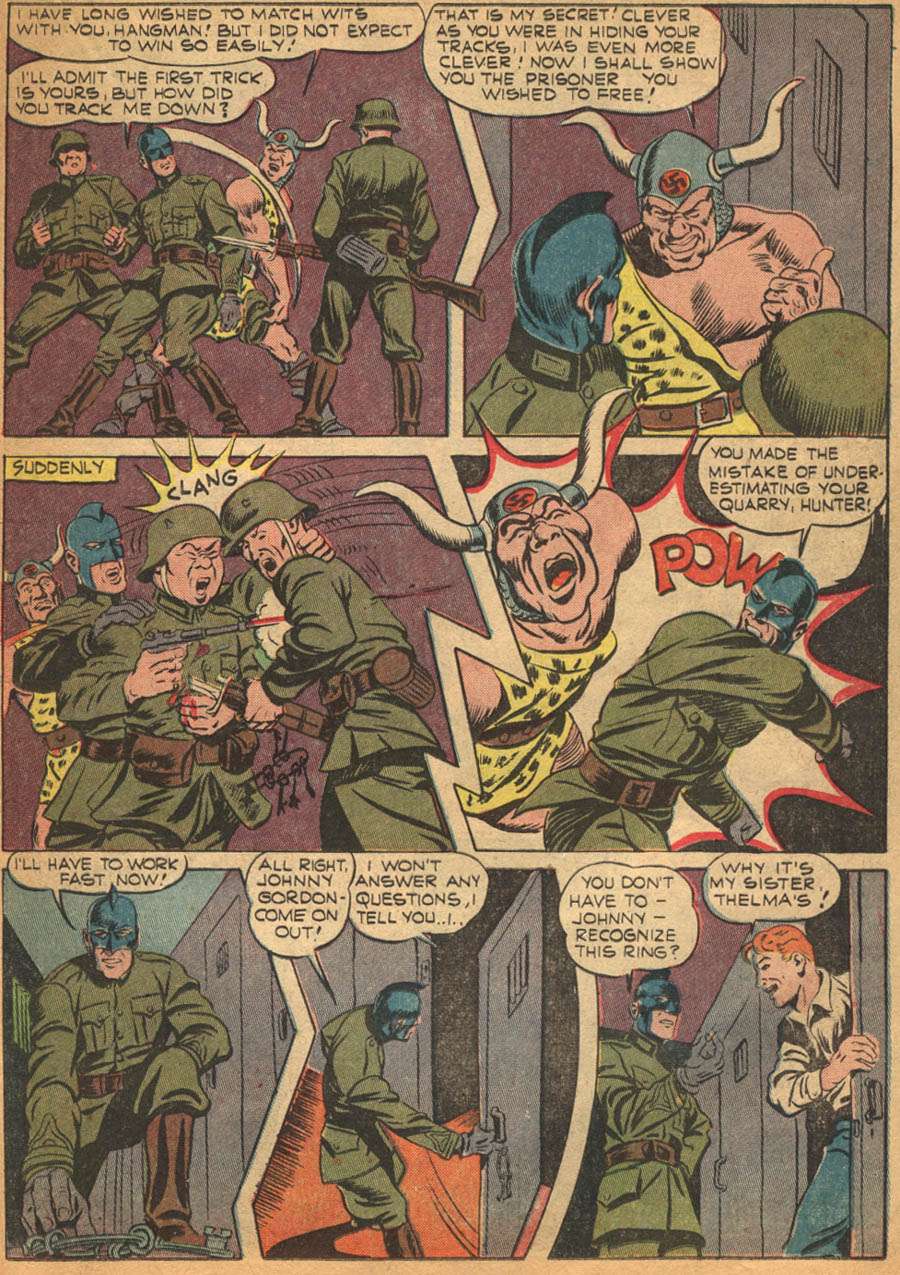 I HAVE LONG WISHED TO MATCH WITS
WITH YOU, HANGMAN! BUT I DID NOT EXPECT
TO WIN SO EASILY!
I'LL ADMIT THE FIRST TRICK
IS YOURS, BUT HOW DID
YOU TRACK ME DOWN?
THAT IS MY SECRET! CLEVER
AS YOU WERE IN HIDING YOUR
TRACKS, I WAS EVEN MORE
CLEVER! NOW I SHALL SHOW
YOU THE PRISONER YOU
WISHED TO FREE!
SUDDENLY
CLANG
YOU MADE THE
MISTAKE OF UNDER-
ESTIMATING YOUR
QUARRY, HUNTER!
POW
I'LL HAVE TO WORK
FAST NOW!
ALL RIGHT,
JOHNNY
GORDON-
COME ON
OUT!
I WON'T
ANSWER ANY
QUESTIONS, I
TELL YOU..I..
YOU DON'T
HAVE TO —
JOHNNY —
RECOGNIZE
THIS RING?
WHY IT'S
MY SISTER,
THELMA'S!